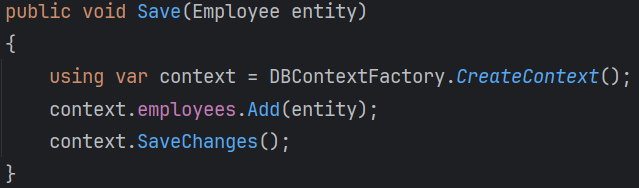 public void Save(Employee entity)
{
    using var context = DBContextFactory.CreateContext();
    context.employees.Add(entity);
    context.SaveChanges();
}